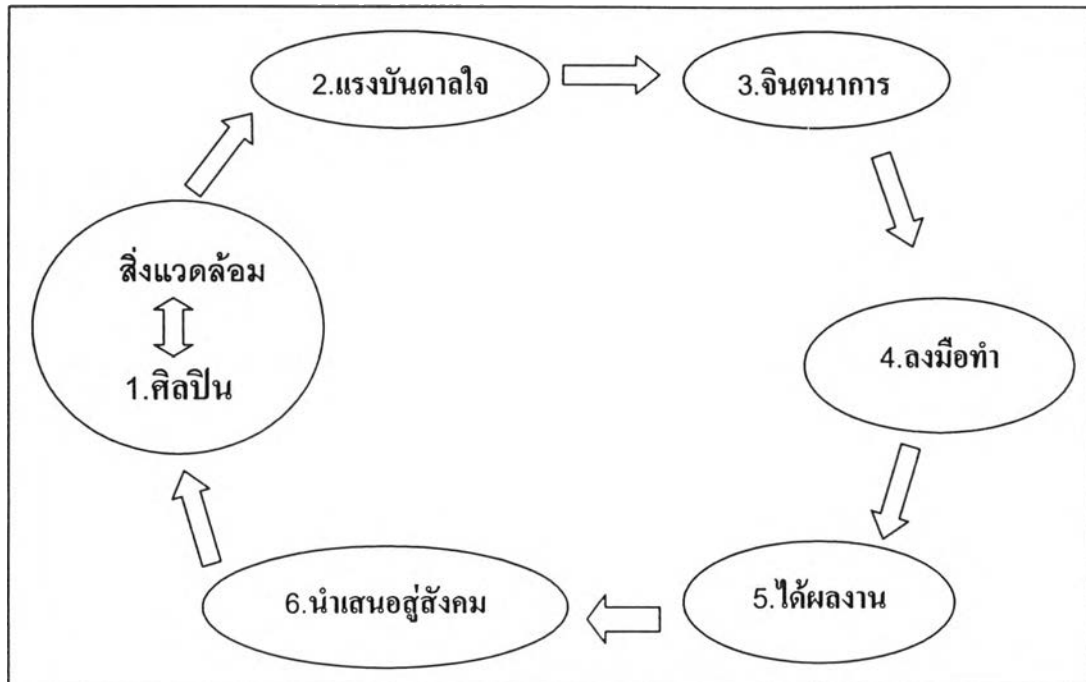 2.แรงบันดาลใจ
3.จินตนาการ
สิ่งแวดล้อม
1.ศิลปิน
4.ลงมือทำ
5.ได้ผลงาน
6.นำเสนอสู่สังคม